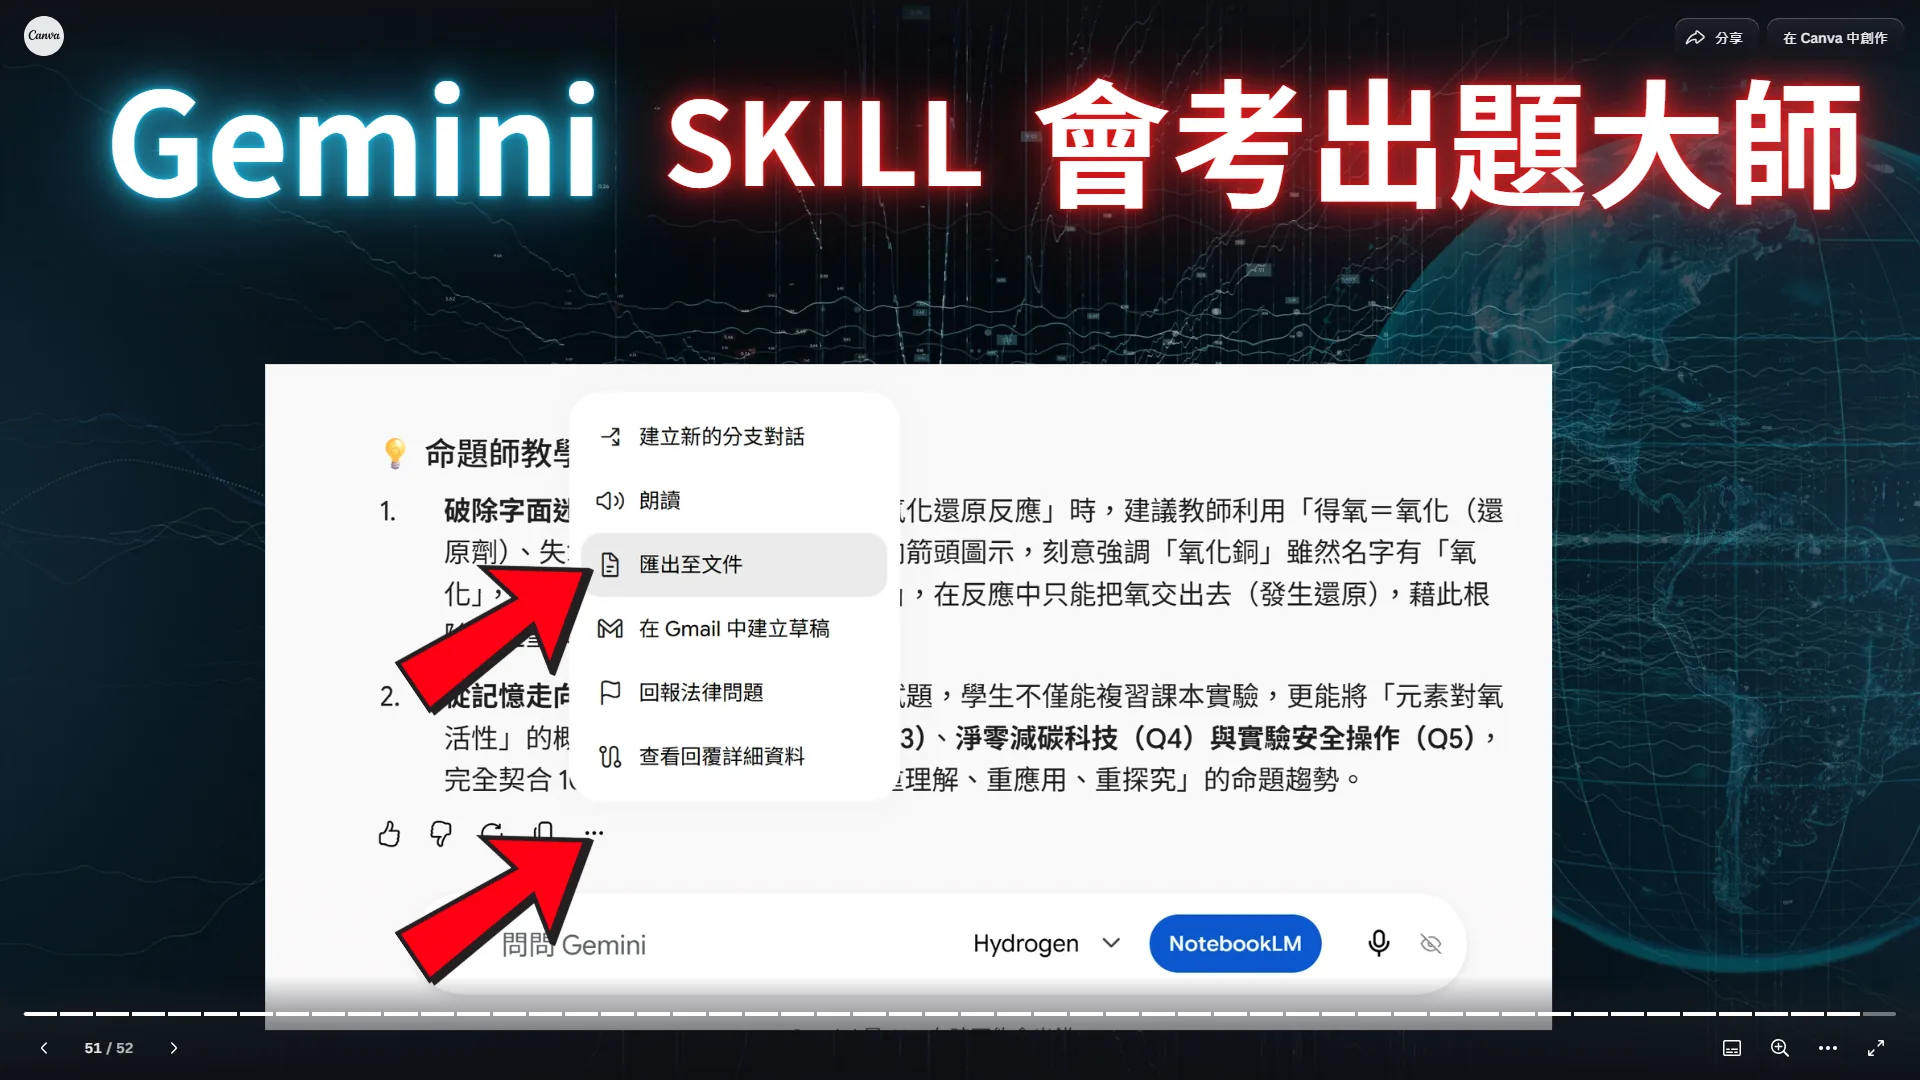 Canva
分享
在 Canva 中創作
Gemini SKILL 會考出題大師
建立新的分支對話
朗讀
匯出至文件
在 Gmail 中建立草稿
回報法律問題
查看回覆詳細資料
💡 命題師教學
1. 破除字面迷 氧化還原反應」時，建議教師利用「得氧＝氧化（還
原劑）、失 箭頭圖示，刻意強調「氧化銅」雖然名字有「氧
化」， ，在反應中只能把氧交出去（發生還原），藉此根
2. 從記憶走向 試題，學生不僅能複習課本實驗，更能將「元素對氧
活性」的概 3）、淨零減碳科技（Q4）與實驗安全操作（Q5），
完全契合 理解、重應用、重探究」的命題趨勢。
問問 Gemini
Hydrogen
NotebookLM
51 / 52